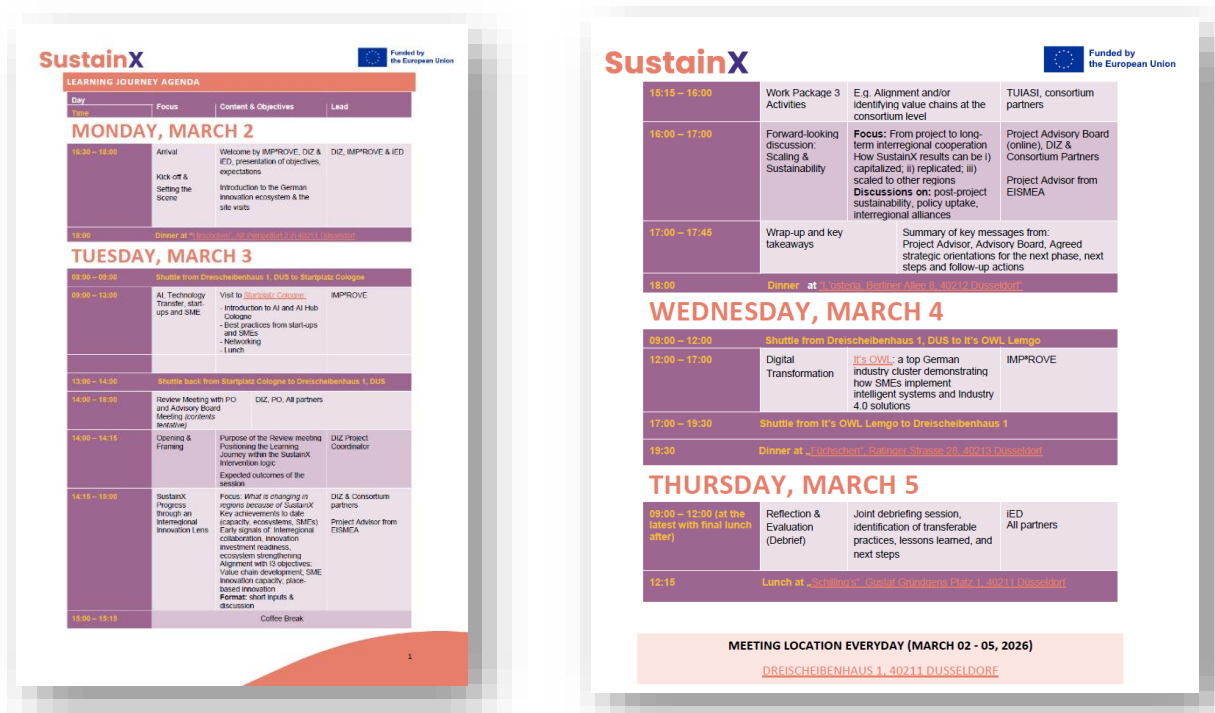 SustainX
Funded by
the European Union
LEARNING JOURNEY AGENDA
Day
Time
Focus
Content & Objectives
Lead
MONDAY, MARCH 2
16:30 – 18:00
Arrival
Kick-off &
Setting the
Scene
Welcome by IMP³ROVE, DIZ &
iED, presentation of objectives,
expectations
Introduction to the German
innovation ecosystem & the
site visits
DIZ, IMP³ROVE & iED
18:00
Dinner at
40211 Düsseldorf
TUESDAY, MARCH 3
08:00 – 09:00
Shuttle from Dreischeibenhaus 1, DUS to Startplatz Cologne
09:00 – 13:00
AI, Technology
Transfer, start-
ups and SME
Visit to Startplatz Cologne:
- Introduction to AI and AI Hub
Cologne
- Best practices from start-ups
and SMEs
- Networking
- Lunch
IMP³ROVE
13:00 – 14:00
Shuttle back from Startplatz Cologne to Dreischeibenhaus 1, DUS
14:00 – 18:00
Review Meeting with PO
and Advisory Board
Meeting (contents
tentative)
DIZ, PO, All partners
14:00 – 14:15
Opening &
Framing
Purpose of the Review meeting
Positioning the Learning
Journey within the SustainX
Intervention logic
Expected outcomes of the
session
DIZ Project
Coordinator
14:15 – 15:00
SustainX
Progress
through an
Interregional
Innovation Lens
Focus: What is changing in
regions because of SustainX
Key achievements to date
(capacity, ecosystems, SMEs)
Early signals of: Interregional
collaboration, innovation
investment readiness,
ecosystem strengthening
Alignment with I3 objectives:
Value chain development; SME
innovation capacity; place-
based innovation
Format: short inputs &
discussion
DIZ & Consortium
partners
Project Advisor from
EISMEA
15:00 – 15:15
Coffee Break
1
SustainX
Funded by
the European Union
15:15 – 16:00
Work Package 3
Activities
E.g. Alignment and/or
identifying value chains at the
consortium level
TUIASI, consortium
partners
16:00 – 17:00
Forward-looking
discussion:
Scaling &
Sustainability
Focus: From project to long-
term interregional cooperation
How SustainX results can be i)
capitalized; ii) replicated; iii)
scaled to other regions
Discussions on: post-project
sustainability, policy uptake,
interregional alliances
Project Advisory Board
(online), DIZ &
Consortium Partners
Project Advisor from
EISMEA
17:00 – 17:45
Wrap-up and key
takeaways
Summary of key messages from:
Project Advisor, Advisory Board, Agreed
strategic orientations for the next phase, next
steps and follow-up actions
18:00
Dinner at "L'osteria, Berliner Allee 8, 40212 Düsseldorf"
WEDNESDAY, MARCH 4
09:00 – 12:00
Shuttle from Dreischeibenhaus 1, DUS to It's OWL Lemgo
12:00 – 17:00
Digital
Transformation
It's OWL: a top German
industry cluster demonstrating
how SMEs implement
intelligent systems and Industry
4.0 solutions
IMP³ROVE
17:00 – 19:30
Shuttle from It's OWL Lemgo to Dreischeibenhaus 1
19:30
Dinner at „Füchschen", Ratinger Strasse 28, 40213 Düsseldorf
THURSDAY, MARCH 5
09:00 – 12:00 (at the
latest with final lunch
after)
Reflection &
Evaluation
(Debrief)
Joint debriefing session,
identification of transferable
practices, lessons learned, and
next steps
iED
All partners
12:15
Lunch at „Schilling's", Gustaf Gründgens Platz 1, 40211 Düsseldorf
MEETING LOCATION EVERYDAY (MARCH 02 - 05, 2026)
DREISCHEIBENHAUS 1, 40211 DUSSELDORF